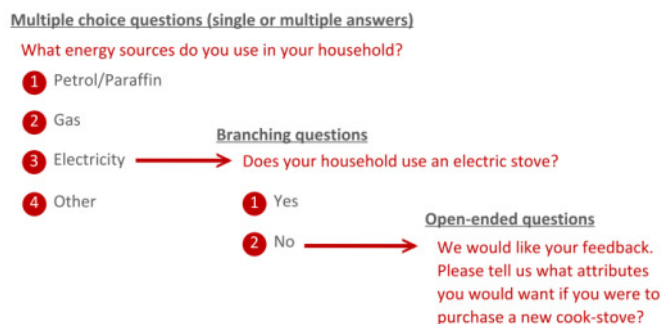 Multiple choice questions (single or multiple answers)
What energy sources do you use in your household?
1 Petrol/Paraffin
2 Gas
3 Electricity
4 Other
Branching questions
Does your household use an electric stove?
1 Yes
2 No
Open-ended questions
We would like your feedback.
Please tell us what attributes
you would want if you were to
purchase a new cook-stove?